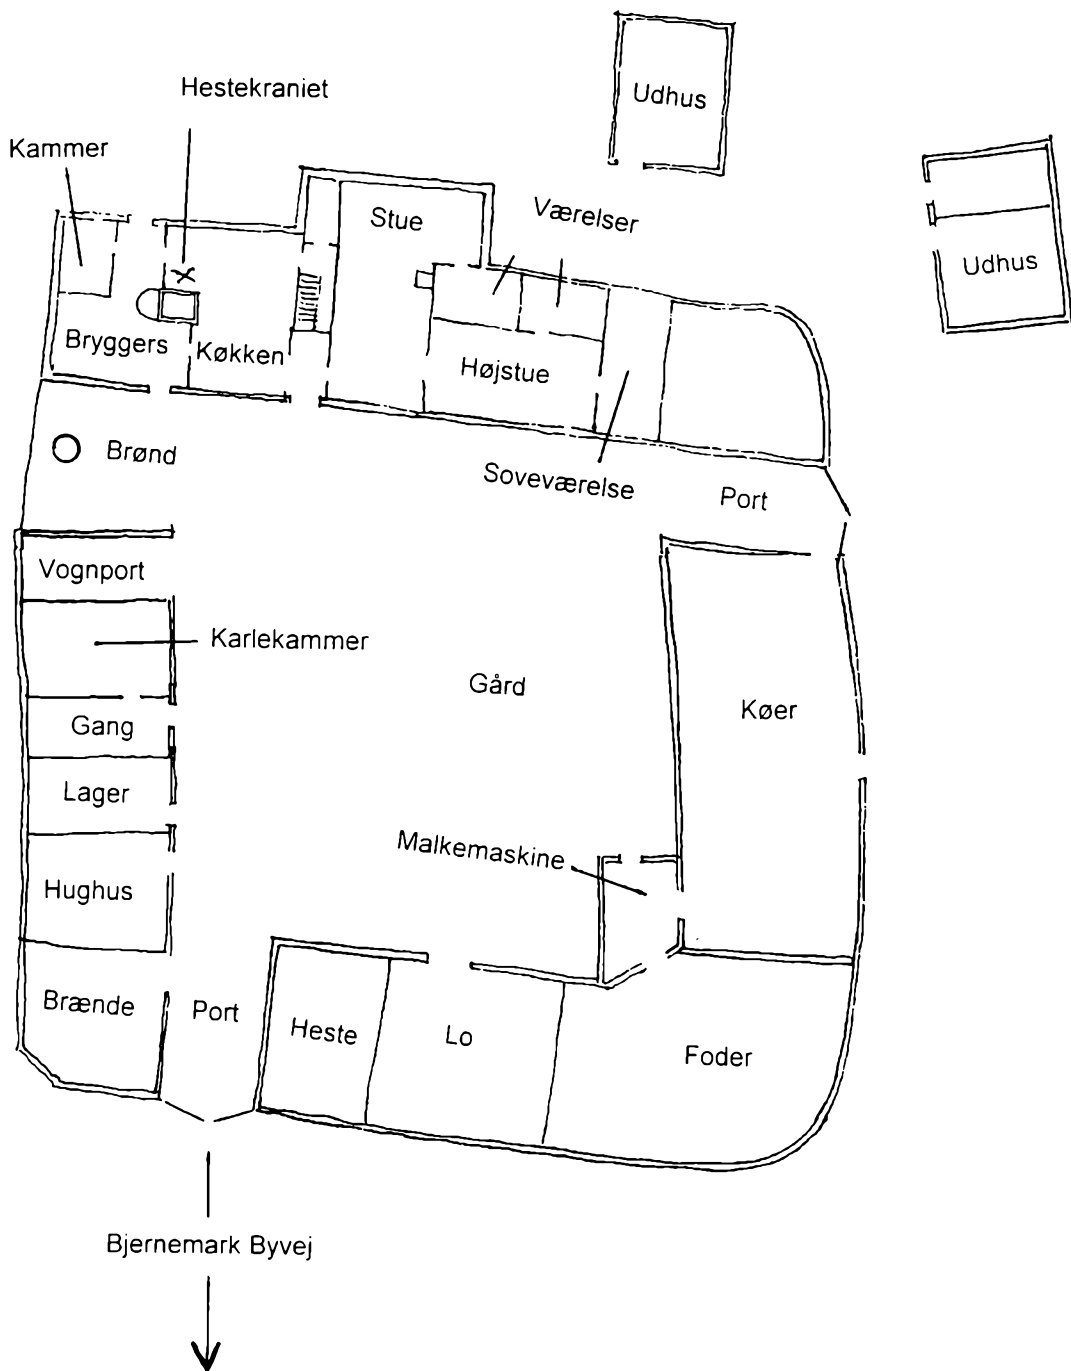 Udhus
Hestekraniet
Kammer
Stue
Værelser
Udhus
Bryggers
Køkken
Højstue
Brønd
Soveværelse
Port
Vognport
Karlekammer
Gård
Køer
Gang
Lager
Malkemaskine
Hughus
Brænde
Port
Heste
Lo
Foder
Bjernemark Byvej